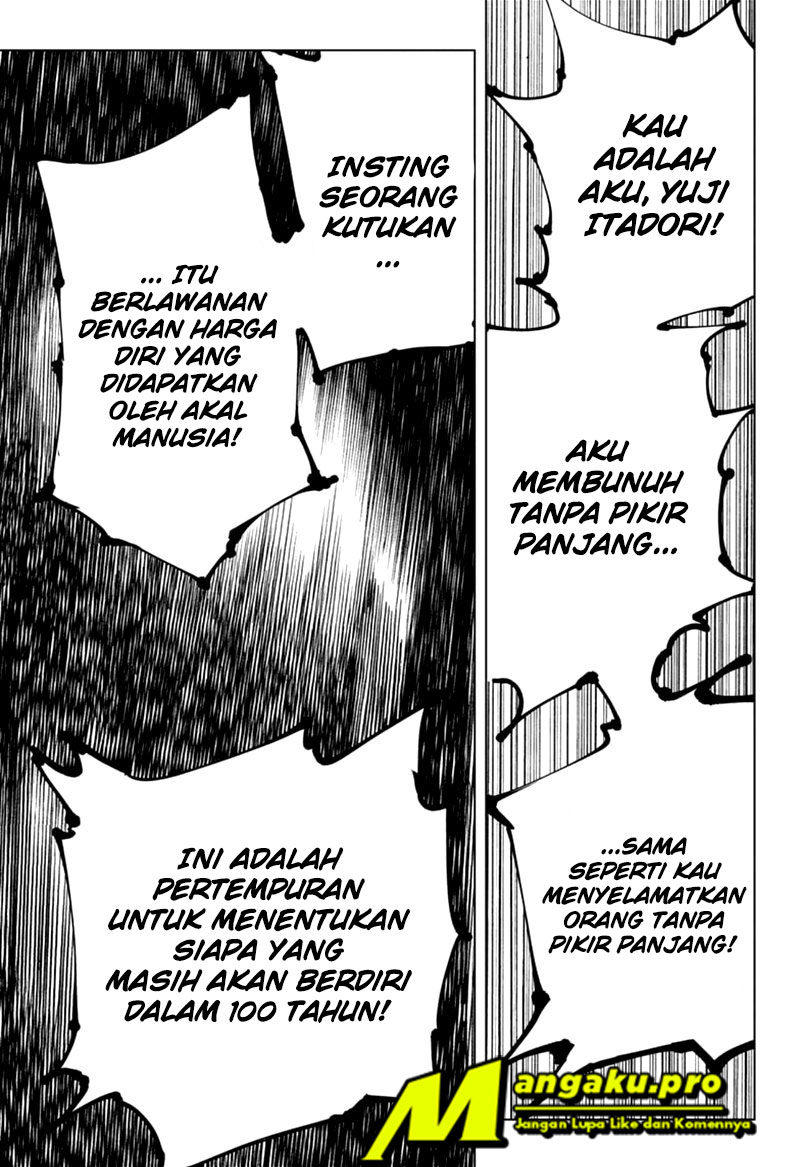 KAU
ADALAH
AKU, YUJI
ITADORI!
AKU
MEMBUNUH
TANPA PIKIR
PANJANG...
...SAMA
SEPERTI KAU
MENYELAMATKAN
ORANG TANPA
PIKIR PANJANG!
INSTING
SEORANG
KUTUKAN
...
... ITU
BERLAWANAN
DENGAN HARGA
DIRI YANG
DIDAPATKAN
OLEH AKAL
MANUSIA!
INI ADALAH
PERTEMPURAN
UNTUK MENENTUKAN
SIAPA YANG
MASIH AKAN BERDIRI
DALAM 100 TAHUN!
Mangaku.pro
Jangan Lupa Like dan Komennya